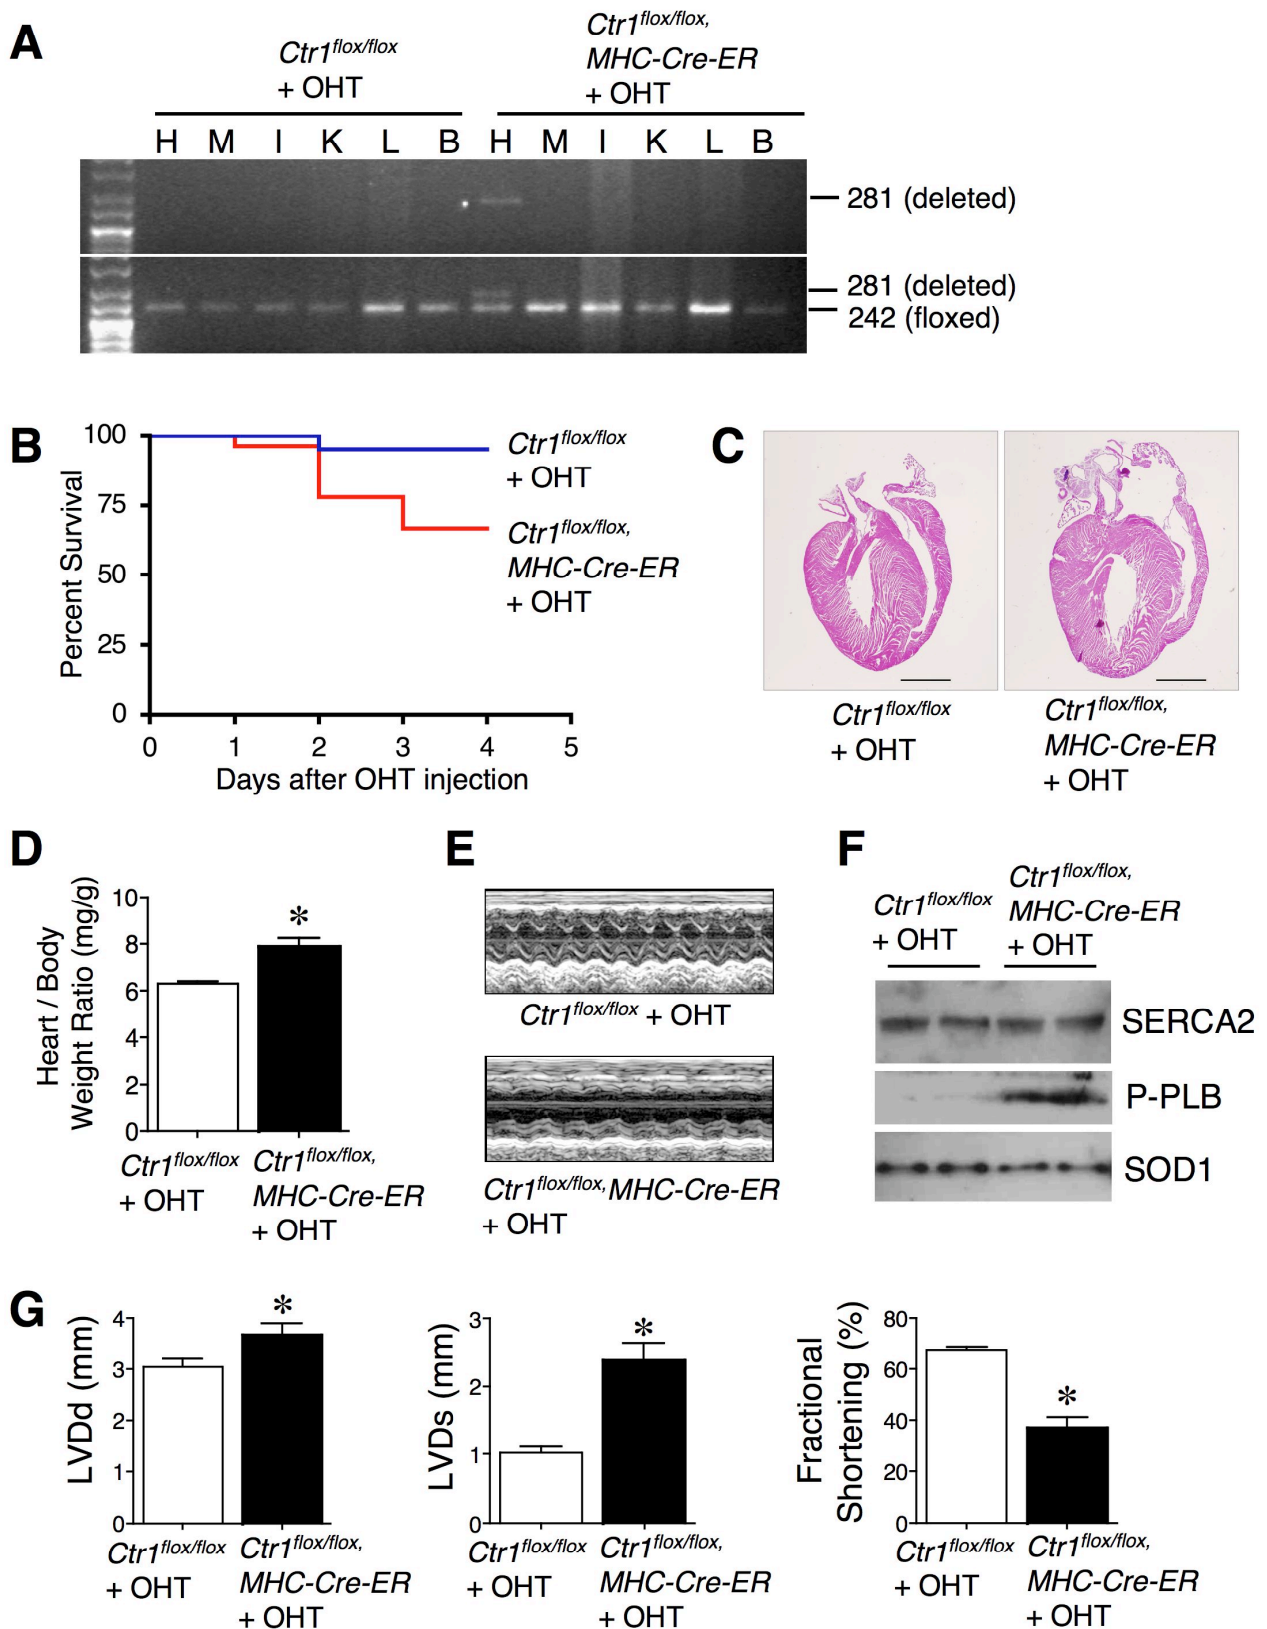 A
Ctr1flox/flox
+ OHT
Ctr1flox/flox,
MHC-Cre-ER
+ OHT
H M I K L B H M I K L B
281 (deleted)
281 (deleted)
242 (floxed)
B
Percent Survival
100
75
50
25
0
0 1 2 3 4 5
Days after OHT injection
Ctr1flox/flox
+ OHT
Ctr1flox/flox,
MHC-Cre-ER
+ OHT
C
Ctr1flox/flox
+ OHT
Ctr1flox/flox,
MHC-Cre-ER
+ OHT
D
Heart / Body
Weight Ratio (mg/g)
10
8
6
4
2
0
*
Ctr1flox/flox
+ OHT
Ctr1flox/flox,
MHC-Cre-ER
+ OHT
E
Ctr1flox/flox + OHT
Ctr1flox/flox, MHC-Cre-ER
+ OHT
F
Ctr1flox/flox
+ OHT
Ctr1flox/flox,
MHC-Cre-ER
+ OHT
SERCA2
P-PLB
SOD1
G
LVDd (mm)
4
3
2
1
0
*
Ctr1flox/flox
+ OHT
Ctr1flox/flox,
MHC-Cre-ER
+ OHT
LVDs (mm)
3
2
1
0
*
Ctr1flox/flox
+ OHT
Ctr1flox/flox,
MHC-Cre-ER
+ OHT
Fractional
Shortening (%)
80
60
40
20
0
*
Ctr1flox/flox
+ OHT
Ctr1flox/flox,
MHC-Cre-ER
+ OHT